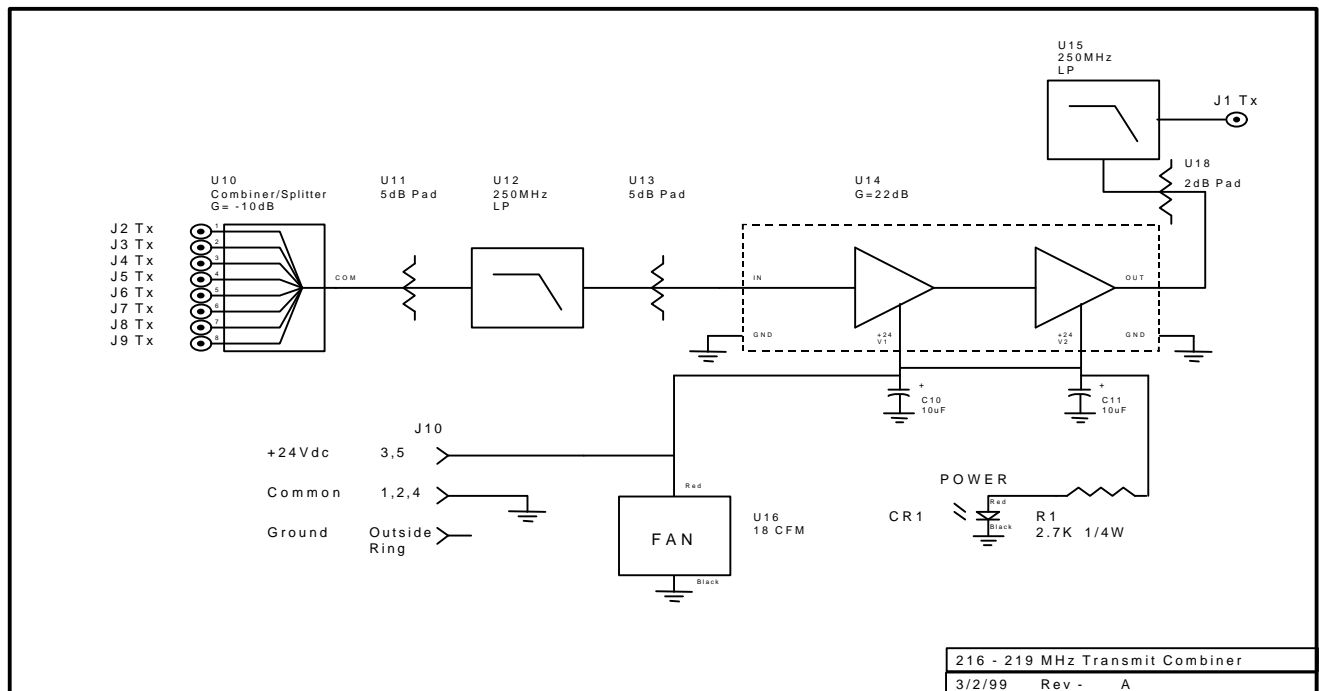 U15
250MHz
LP
J1 Tx
U18
2dB Pad
U10
Combiner/Splitter
G= -10dB
U11
5dB Pad
U12
250MHz
LP
U13
5dB Pad
U14
G=22dB
J2 Tx
1
J3 Tx
2
J4 Tx
3
J5 Tx
4
J6 Tx
5
J7 Tx
6
J8 Tx
7
J9 Tx
8
COM
IN
OUT
GND
+24
V1
+24
V2
GND
+
C10
10uF
+
C11
10uF
J10
+24Vdc 3,5
Common 1,2,4
Ground Outside
Ring
Red
FAN
Black
U16
18 CFM
POWER
Red
CR1
Black
R1
2.7K 1/4W
216 - 219 MHz Transmit Combiner
3/2/99 Rev - A